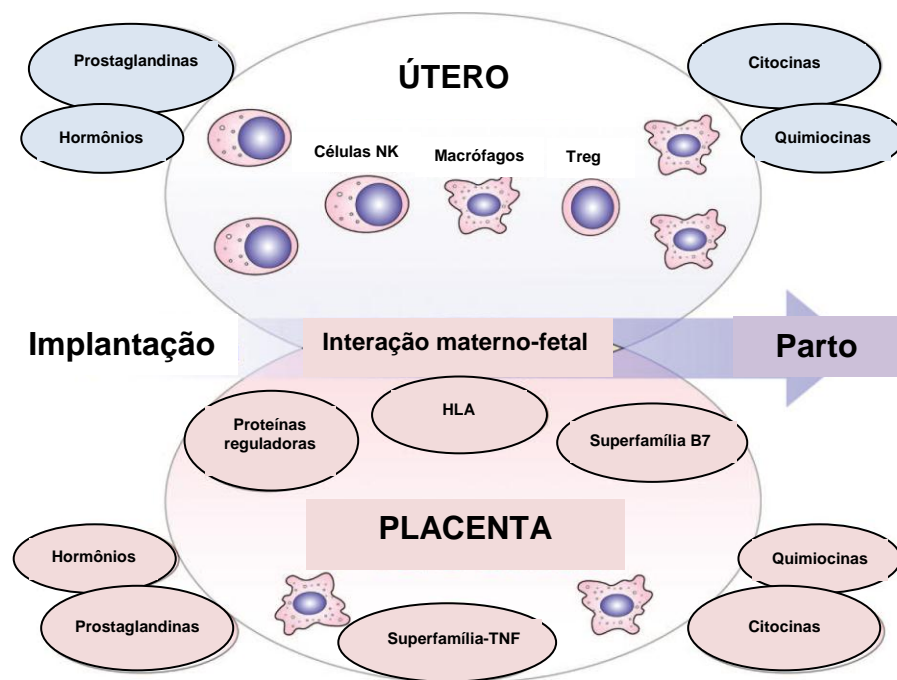 Prostaglandinas
Citocinas
ÚTERO
Hormônios
Quimiocinas
Células NK
Macrófagos
Treg
Implantação
Interação materno-fetal
Parto
Proteínas
reguladoras
HLA
Superfamília B7
PLACENTA
Hormônios
Quimiocinas
Prostaglandinas
Superfamília-TNF
Citocinas